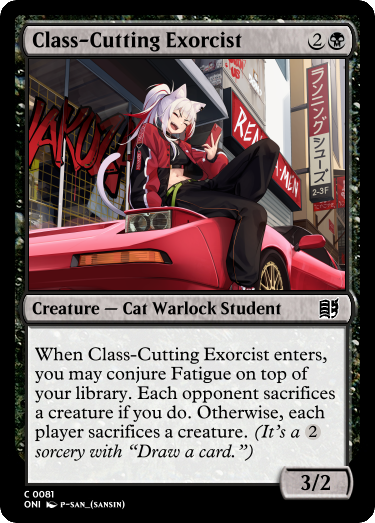 Class-Cutting Exorcist 2
YAKUZ
REN
A-MEN
ランニングシューズ
2-3F
Creature — Cat Warlock Student
When Class-Cutting Exorcist enters,
you may conjure Fatigue on top of
your library. Each opponent sacrifices
a creature if you do. Otherwise, each
player sacrifices a creature. (It's a 2
sorcery with “Draw a card.”)
3/2
C 0081
ONI P-SAN_(SANSIN)